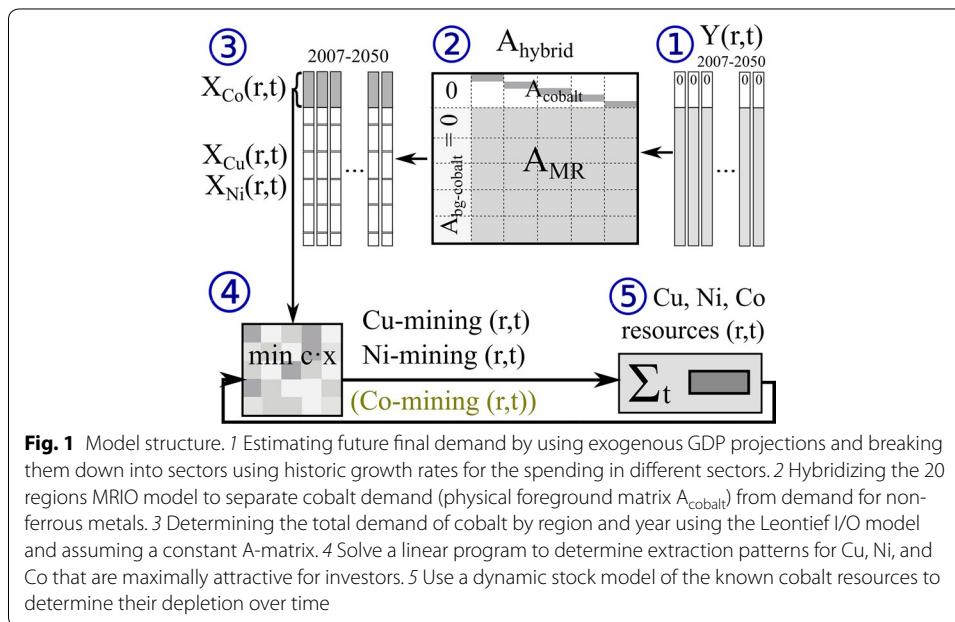 ③
②
A_hybrid
①
Y(r,t)
2007-2050
2007-2050
X_Co(r,t)
0
A_cobalt
0 0 0
0 0
X_Cu(r,t)
X_Ni(r,t)
...
A_bg-cobalt = 0
A_MR
...
④
⑤
Cu, Ni, Co
resources (r,t)
min c·x
Cu-mining (r,t)
Ni-mining (r,t)
(Co-mining (r,t))
∑_t
Fig. 1 Model structure. 1 Estimating future final demand by using exogenous GDP projections and breaking
them down into sectors using historic growth rates for the spending in different sectors. 2 Hybridizing the 20
regions MRIO model to separate cobalt demand (physical foreground matrix A_cobalt) from demand for non-
ferrous metals. 3 Determining the total demand of cobalt by region and year using the Leontief I/O model
and assuming a constant A-matrix. 4 Solve a linear program to determine extraction patterns for Cu, Ni, and
Co that are maximally attractive for investors. 5 Use a dynamic stock model of the known cobalt resources to
determine their depletion over time